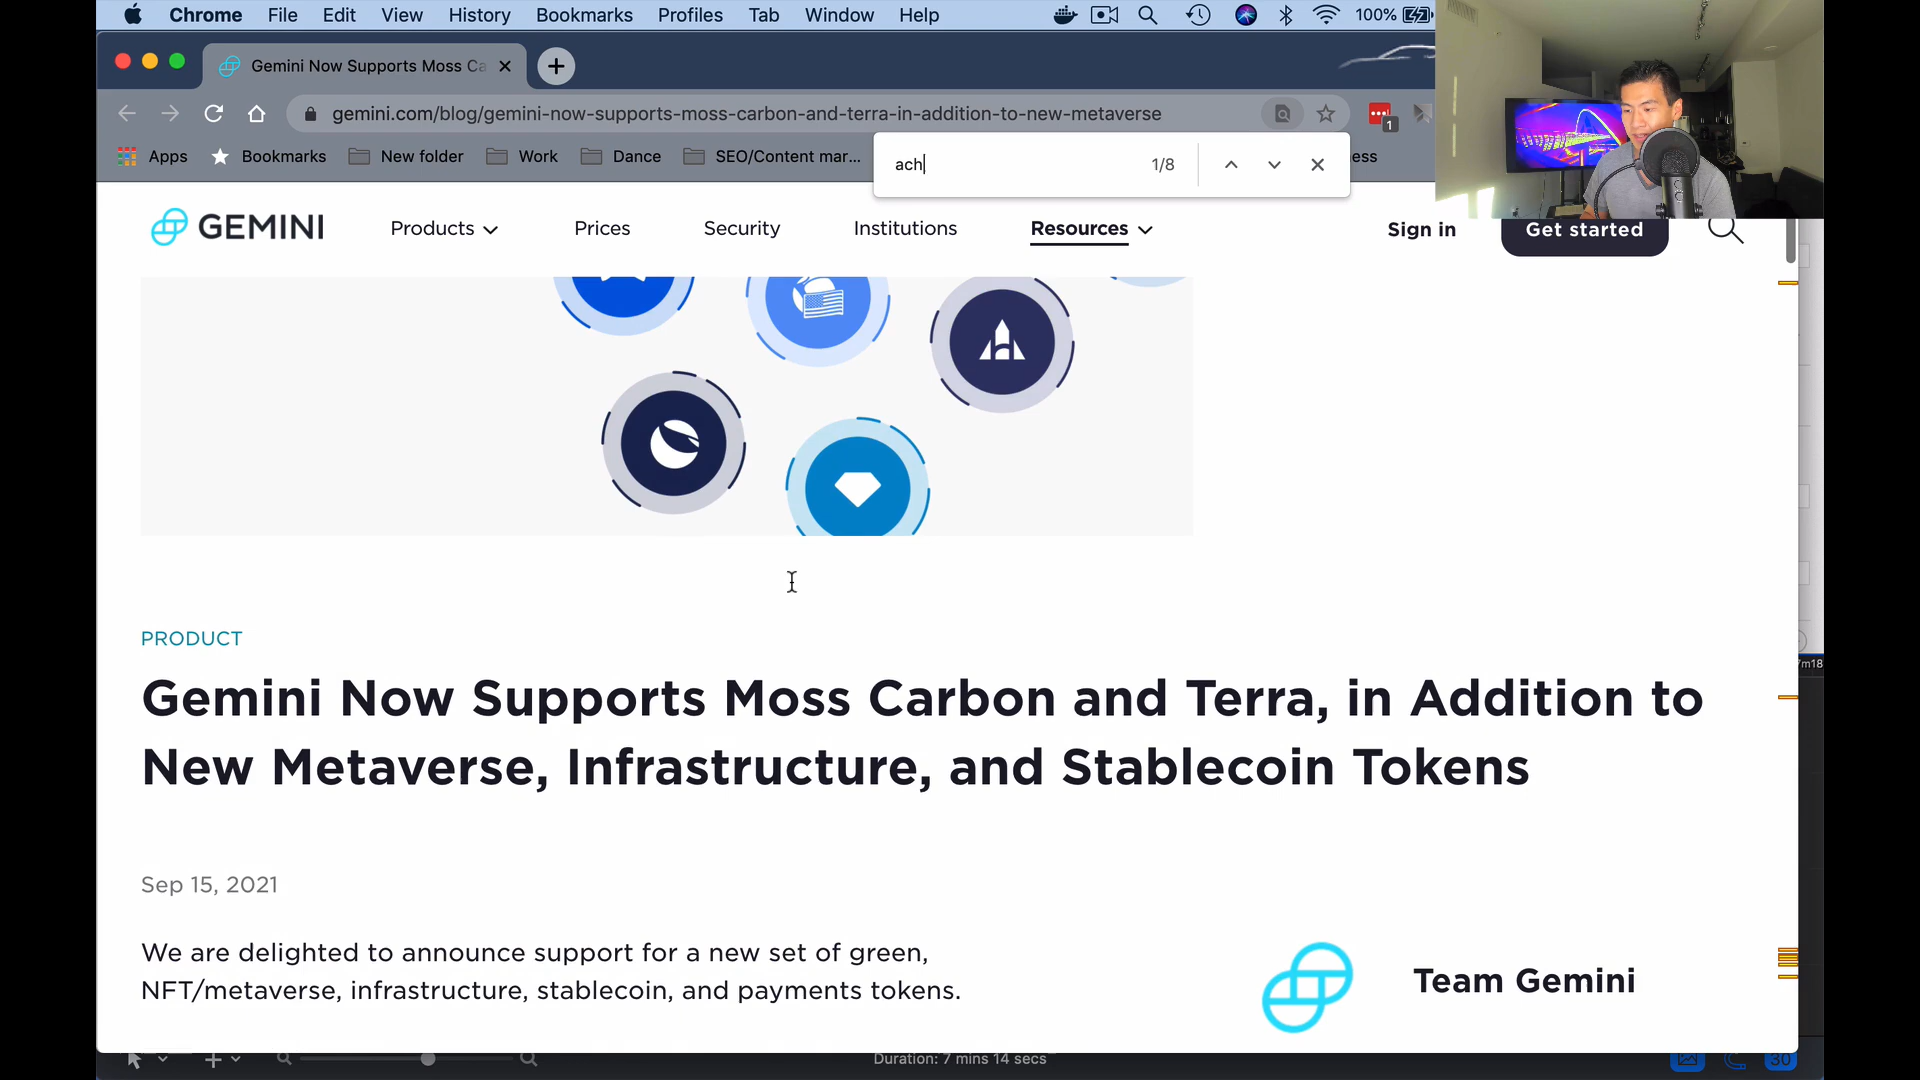 Chrome File Edit View History Bookmarks Profiles Tab Window Help 100%
Gemini Now Supports Moss Ca
gemini.com/blog/gemini-now-supports-moss-carbon-and-terra-in-addition-to-new-metaverse
1
Apps Bookmarks New folder Work Dance SEO/Content mar... ess
ach 1/8
GEMINI Products Prices Security Institutions Resources Sign in Get started
PRODUCT
Gemini Now Supports Moss Carbon and Terra, in Addition to
New Metaverse, Infrastructure, and Stablecoin Tokens
Sep 15, 2021
We are delighted to announce support for a new set of green,
NFT/metaverse, infrastructure, stablecoin, and payments tokens.
Team Gemini
Duration: 7 mins 14 secs
30